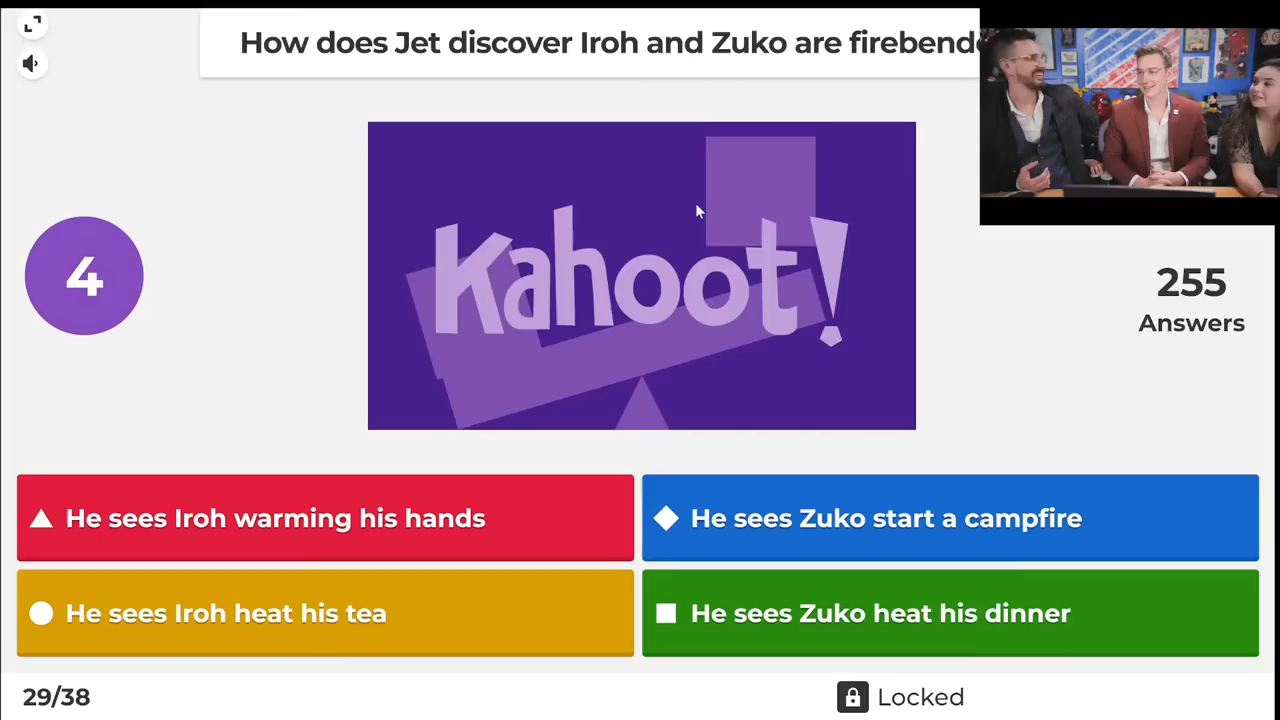 How does Jet discover Iroh and Zuko are
4
Kahoot!
255
Answers
He sees Iroh warming his hands
He sees Zuko start a campfire
He sees Iroh heat his tea
He sees Zuko heat his dinner
29/38
Locked